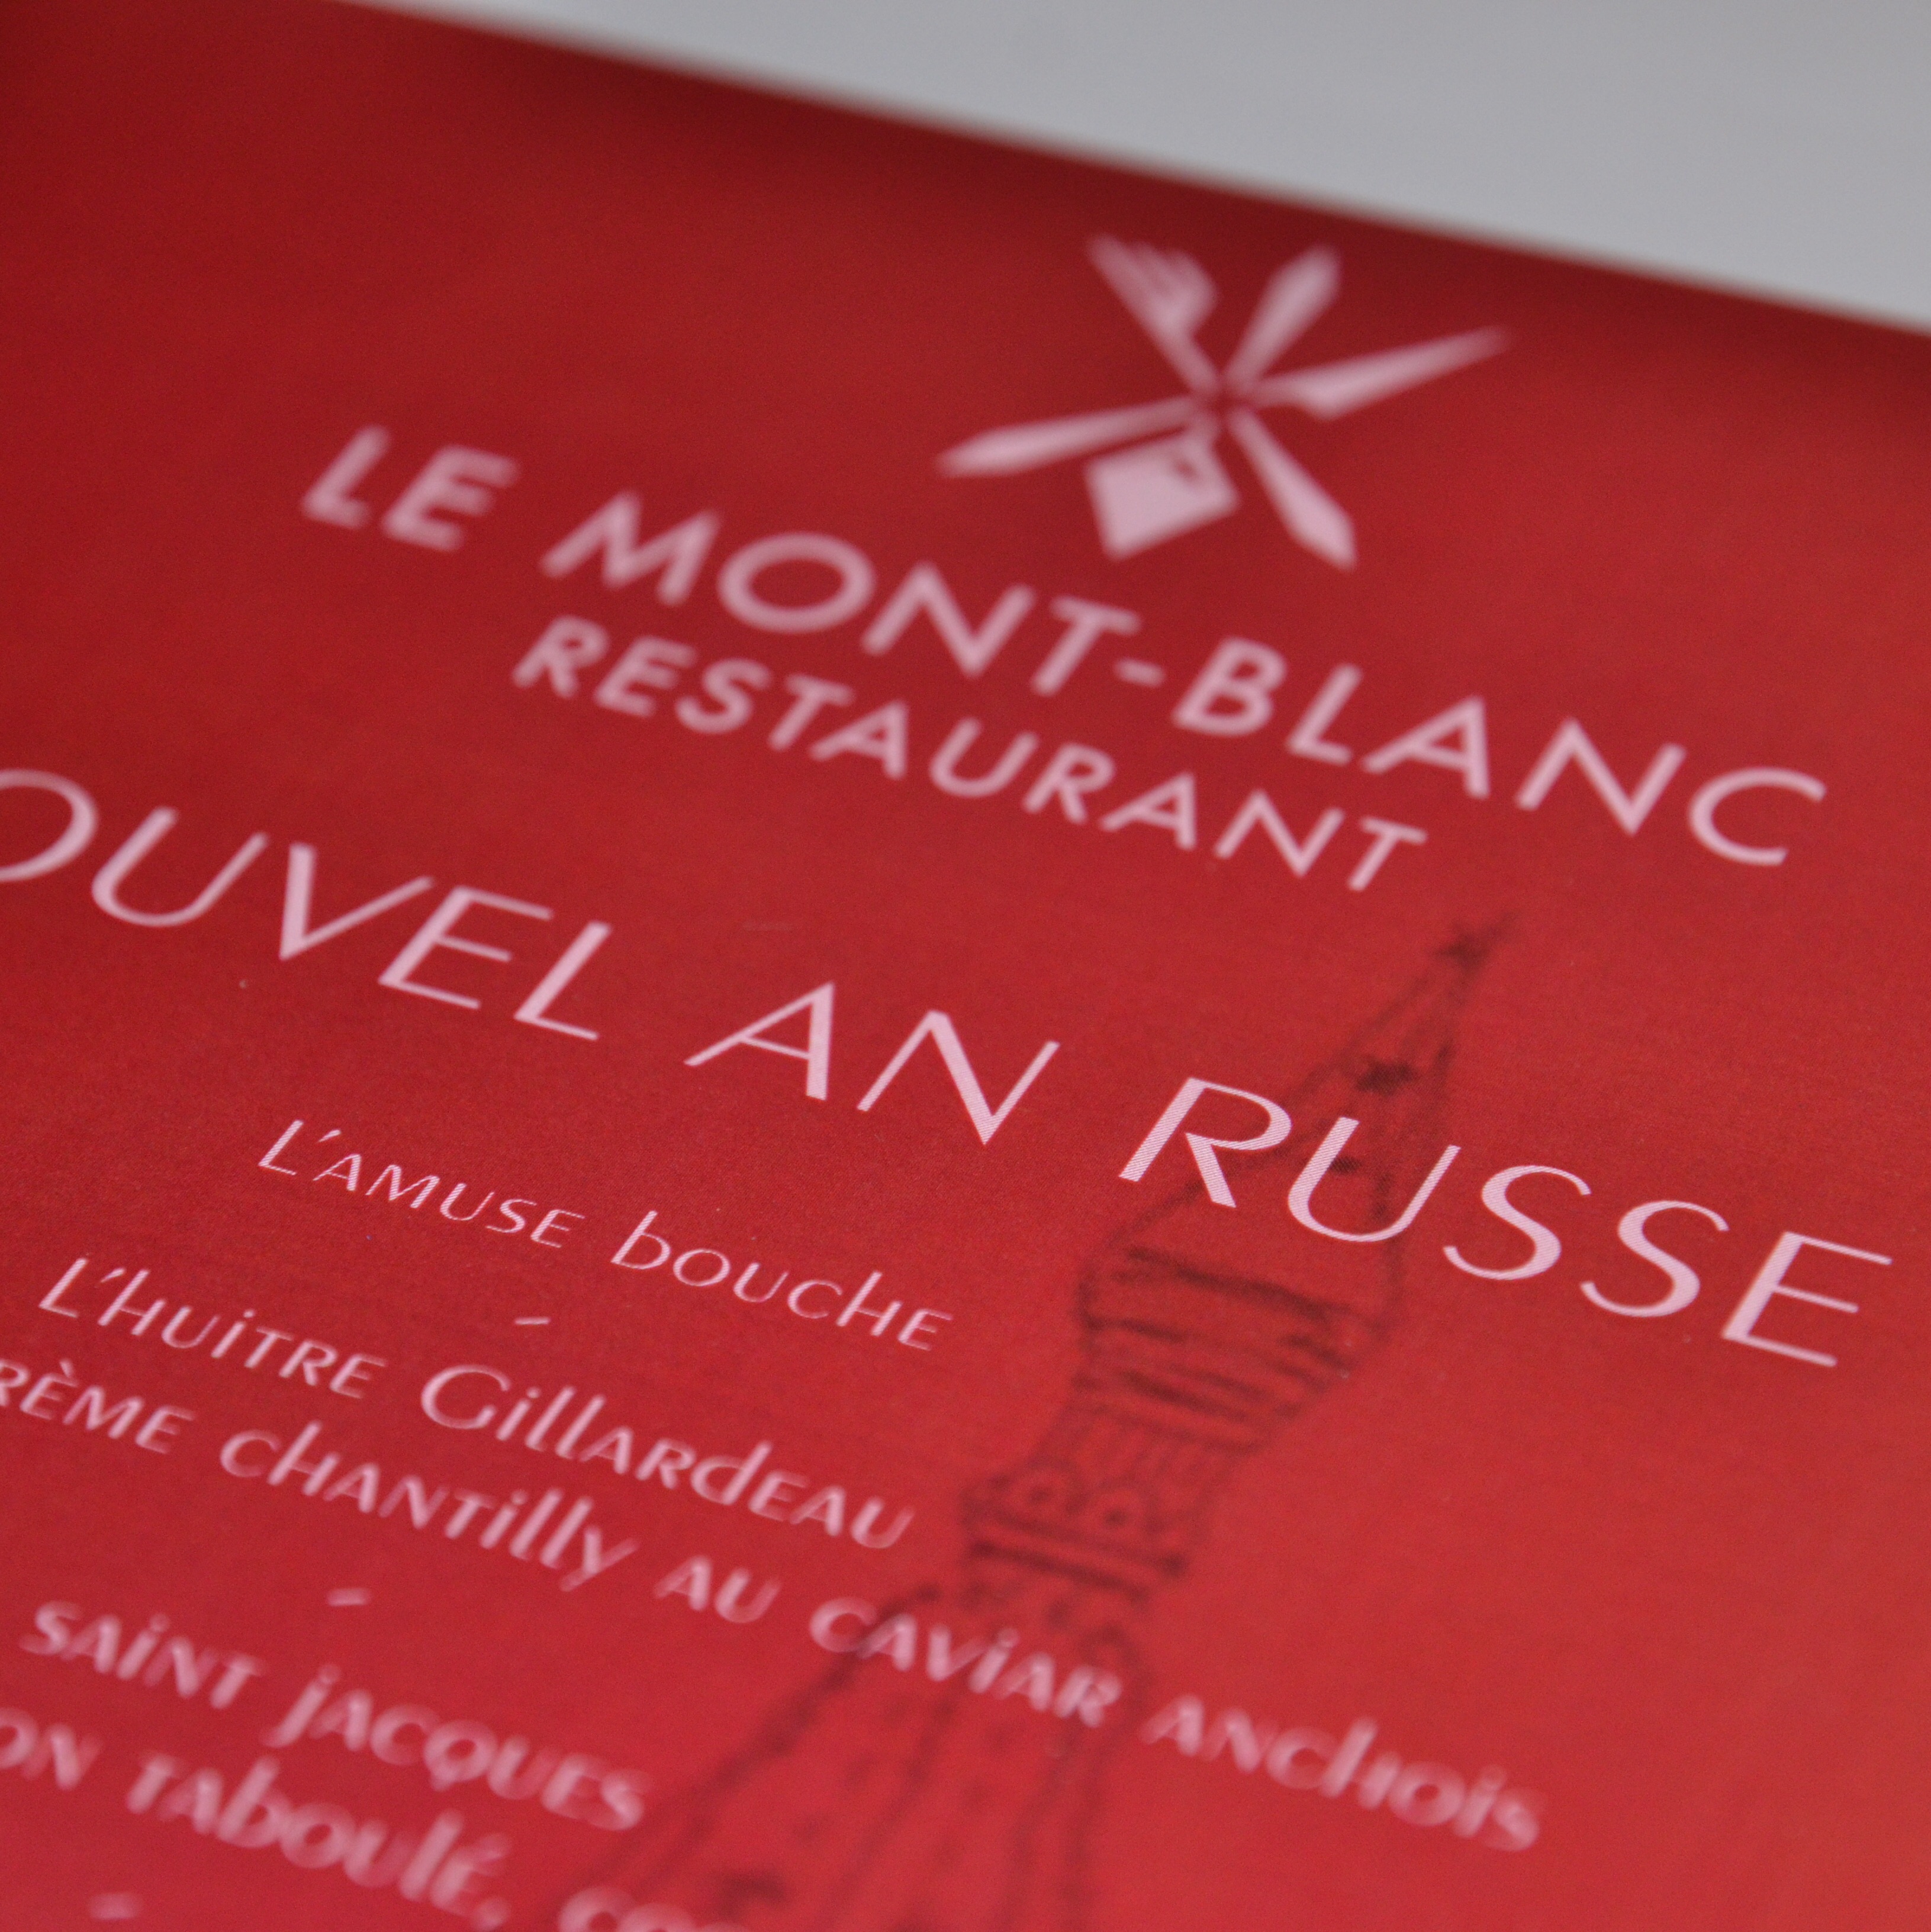 LE MONT-BLANC
RESTAURANT
OUVEL AN RUSSE
L'AMUSE bouche
-
L'huitre Gillardeau
RÈME chantilly au caviar anchois
-
SAINT JACQUES
ON TABOULÉ,
-